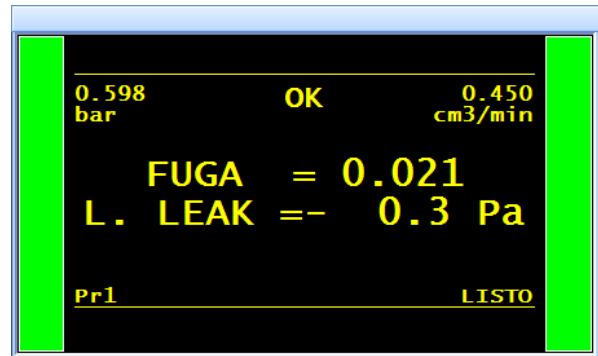 0.598 OK 0.450
bar cm3/min
FUGA = 0.021
L. LEAK =- 0.3 Pa
Pr1 LISTO